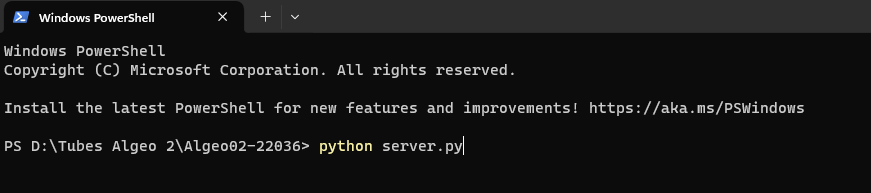 Windows PowerShell
Windows PowerShell
Copyright (C) Microsoft Corporation. All rights reserved.
Install the latest PowerShell for new features and improvements! https://aka.ms/PSWindows
PS D:\Tubes Algeo 2\Algeo02-22036> python server.py